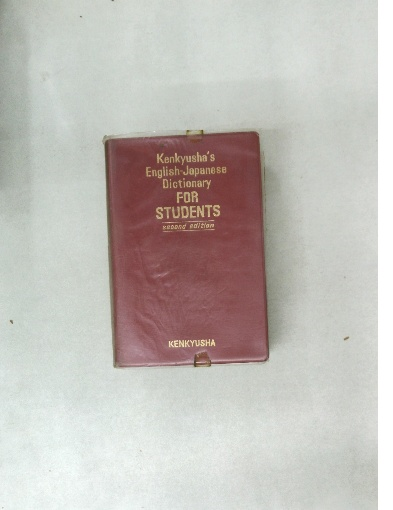 Kenkyusha's
English-Japanese
Dictionary
FOR
STUDENTS
second edition
KENKYUSHA